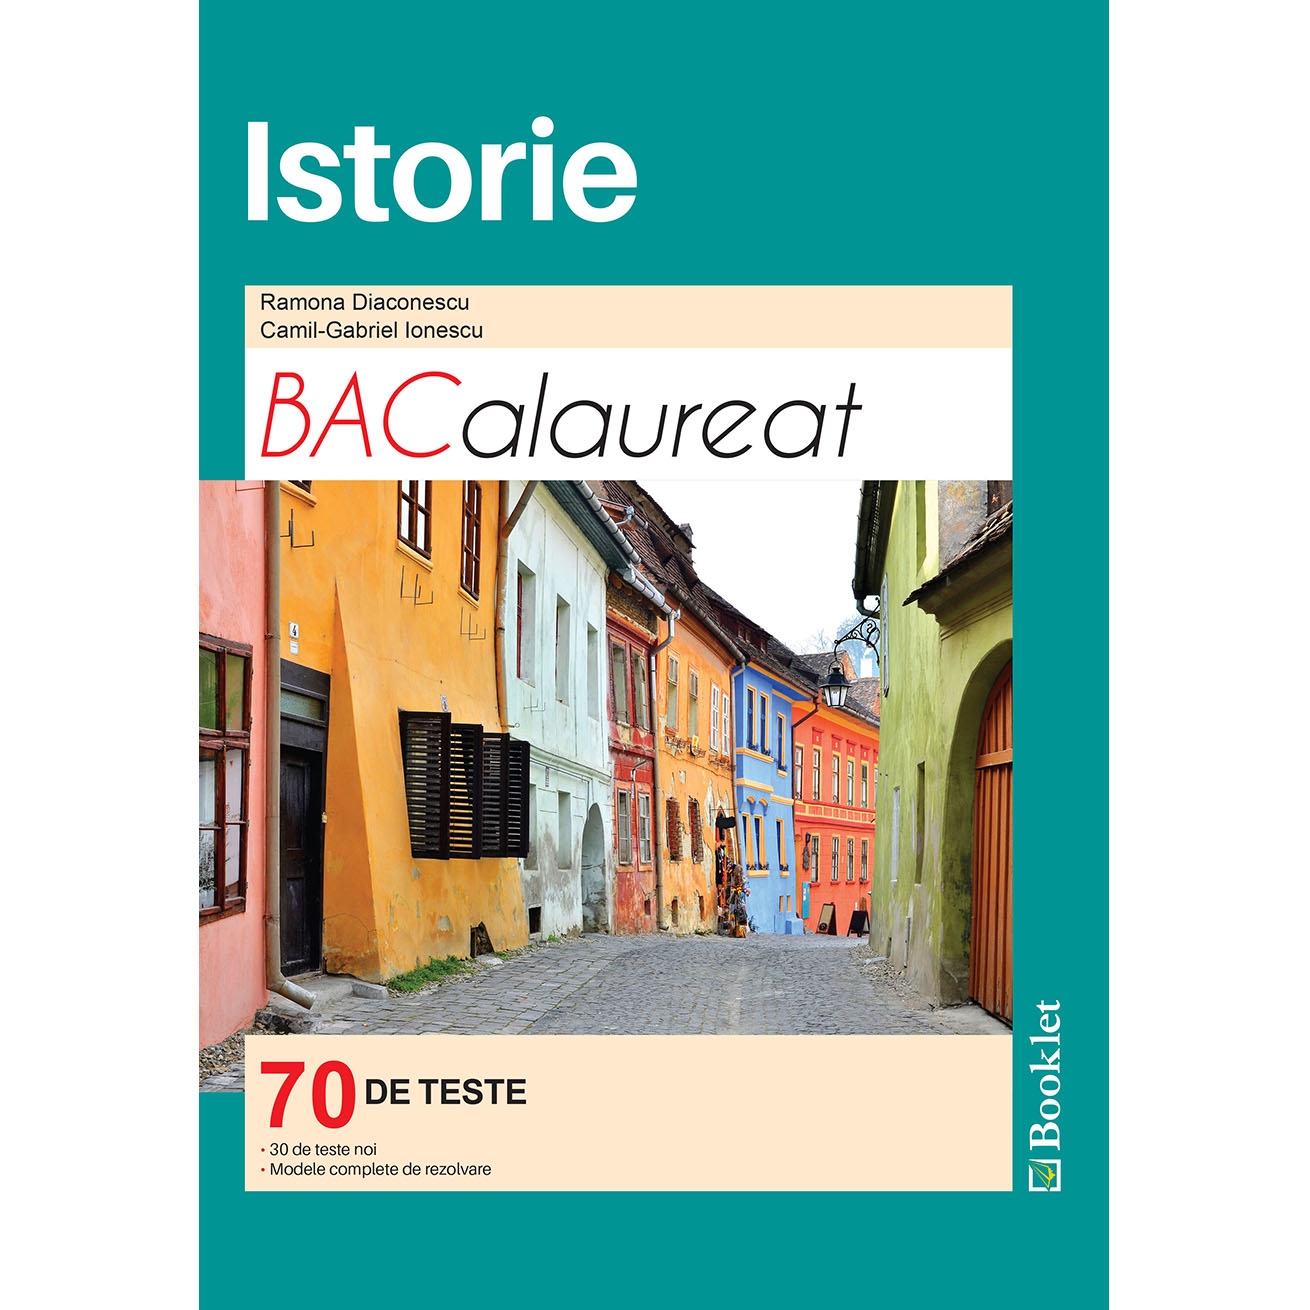 Istorie
Ramona Diaconescu
Camil-Gabriel Ionescu
BACalaureat
4
70 DE TESTE
• 30 de teste noi
• Modele complete de rezolvare
Booklet